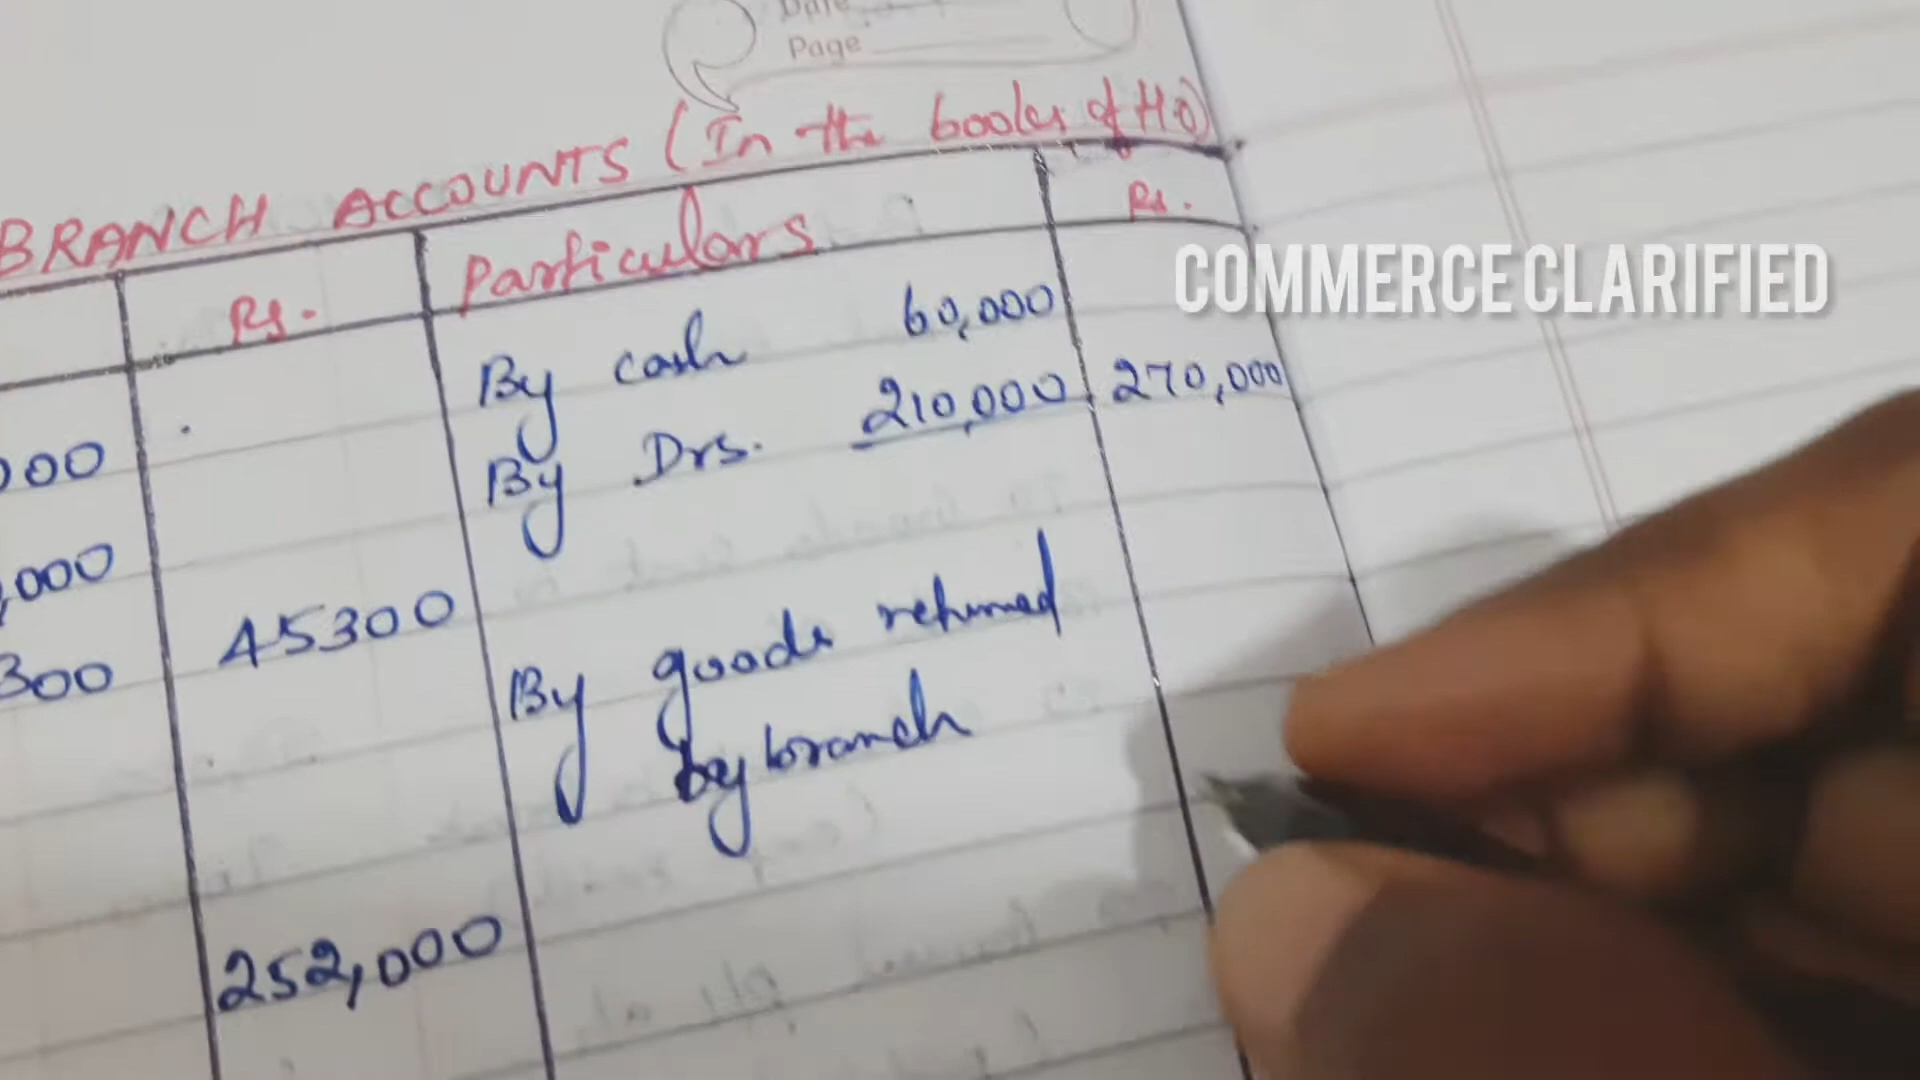 Date
Page
BRANCH ACCOUNTS (In the books of HO)
Rs. Particulars Rs.
By cash 60,000
000 By Drs. 210,000 270,000
,000
300 45300 By goods returned
by branch
252,000
COMMERCE CLARIFIED